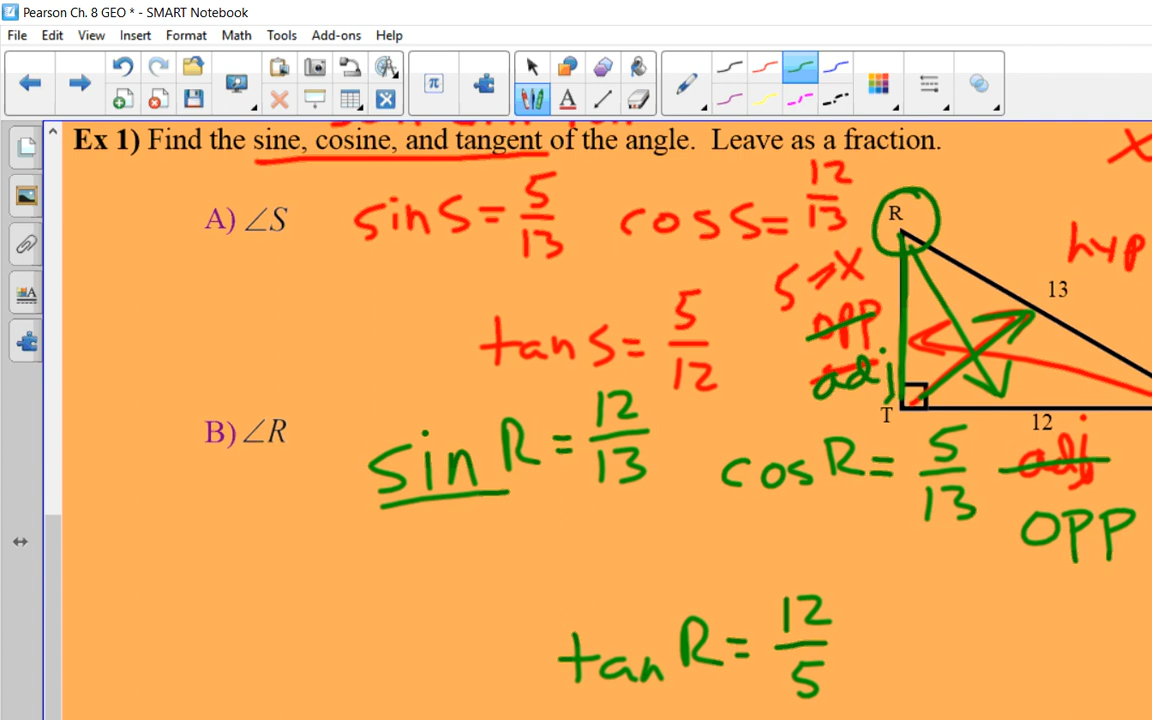 Pearson Ch. 8 GEO * - SMART Notebook
File Edit View Insert Format Math Tools Add-ons Help
Ex 1) Find the sine, cosine, and tangent of the angle. Leave as a fraction.
A) ∠S sin S = 5/13 cos S = 12/13
R
hyp
5 = x
13
opp
tan S = 5/12
adj
T
12
B) ∠R sin R = 12/13 cos R = 5/13
adj
opp
tan R = 12/5